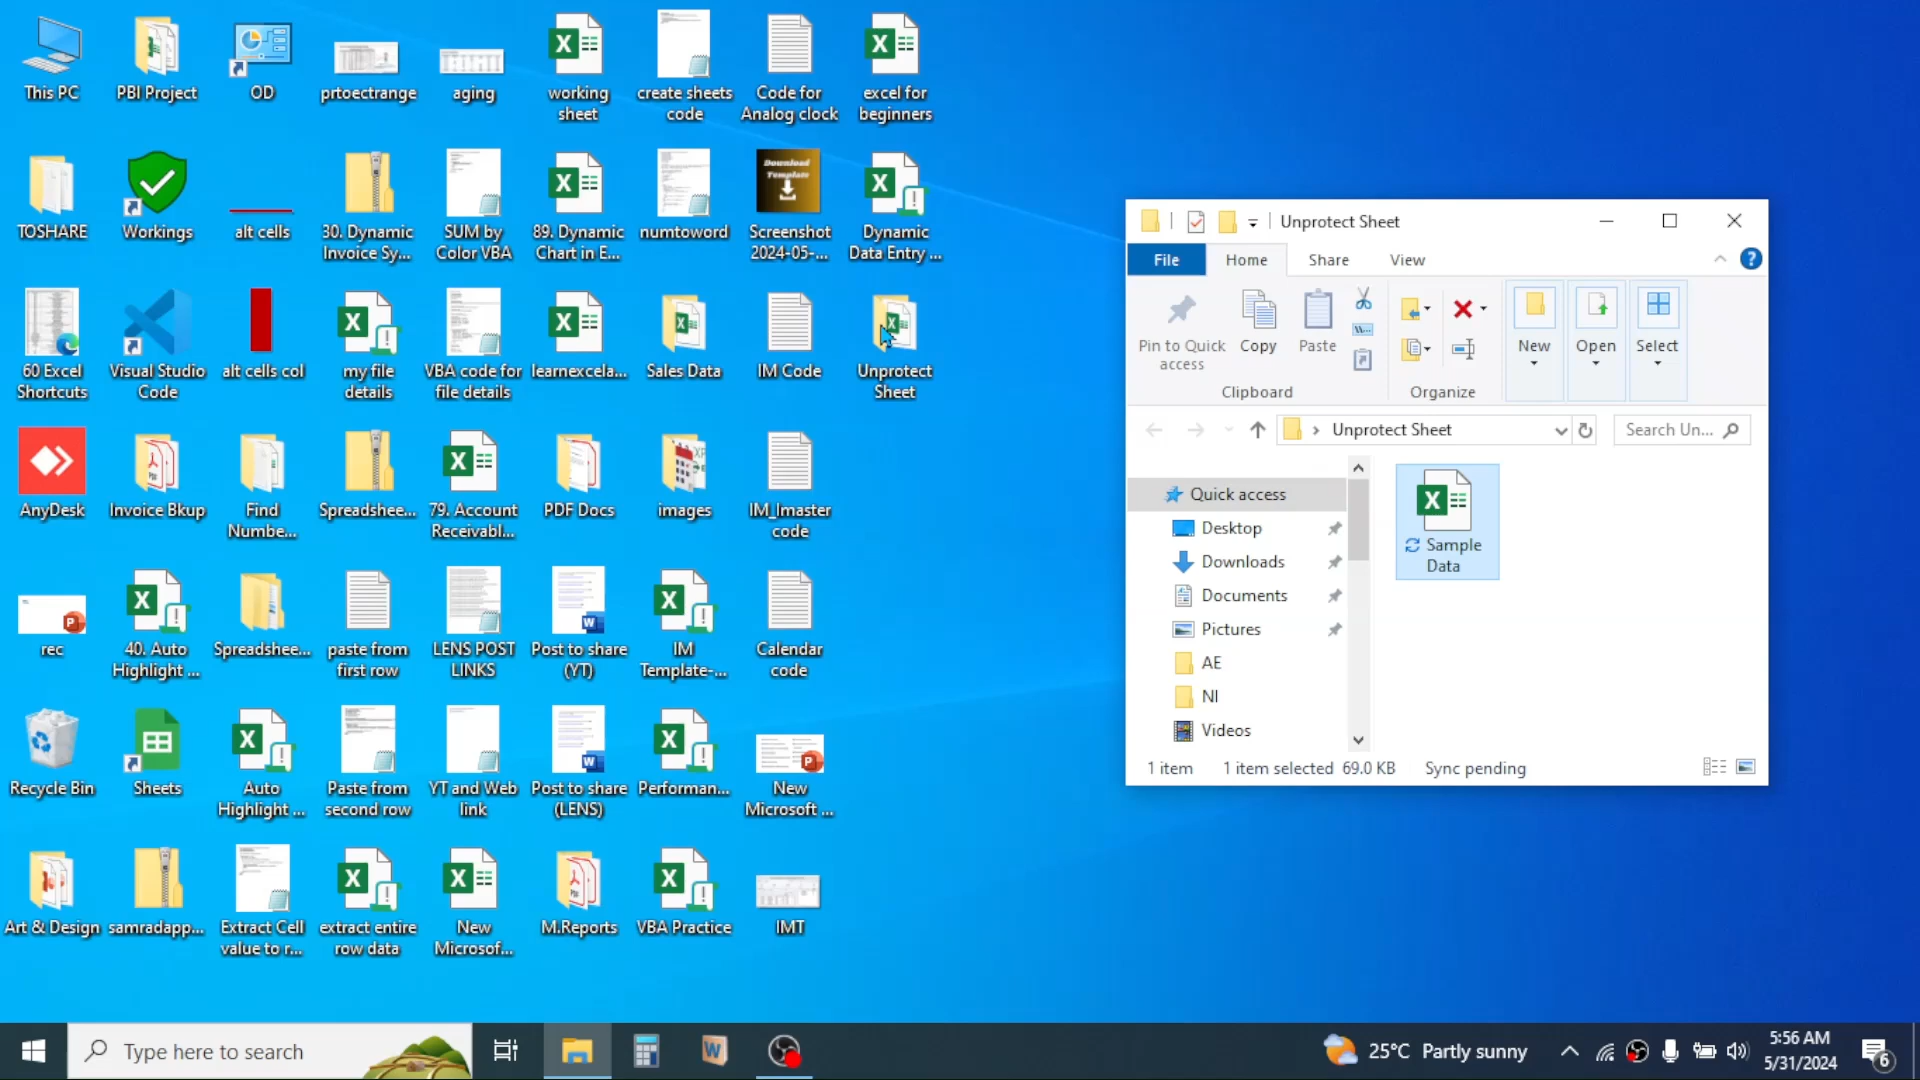 This PC
PBI Project
OD
prtoectrange
aging
working
sheet
create sheets
code
Code for
Analog clock
excel for
beginners
TOSHARE
Workings
alt cells
30. Dynamic
Invoice Sy...
SUM by
Color VBA
89. Dynamic
Chart in E...
numtoword
Download
Template
Screenshot
2024-05-...
Dynamic
Data Entry ...
60 Excel
Shortcuts
Visual Studio
Code
alt cells col
my file
details
VBA code for
file details
learnexcela...
Sales Data
IM Code
Unprotect
Sheet
AnyDesk
Invoice Bkup
Find
Numbe...
Spreadshee...
79. Account
Receivabl...
PDF Docs
images
IM_Imaster
code
rec
40. Auto
Highlight ...
Spreadshee...
paste from
first row
LENS POST
LINKS
Post to share
(YT)
IM
Template-...
Calendar
code
Recycle Bin
Sheets
Auto
Highlight ...
Paste from
second row
YT and Web
link
Post to share
(LENS)
Performan...
New
Microsoft ...
Art & Design
samradapp...
Extract Cell
value to r...
extract entire
row data
New
Microsof...
M.Reports
VBA Practice
IMT
Unprotect Sheet
File
Home
Share
View
Pin to Quick
access
Copy
Paste
New
Open
Select
Clipboard
Organize
Unprotect Sheet
Search Un...
Quick access
Desktop
Downloads
Documents
Pictures
AE
NI
Videos
Sample
Data
1 item
1 item selected 69.0 KB
Sync pending
Type here to search
25°C Partly sunny
5:56 AM
5/31/2024
6